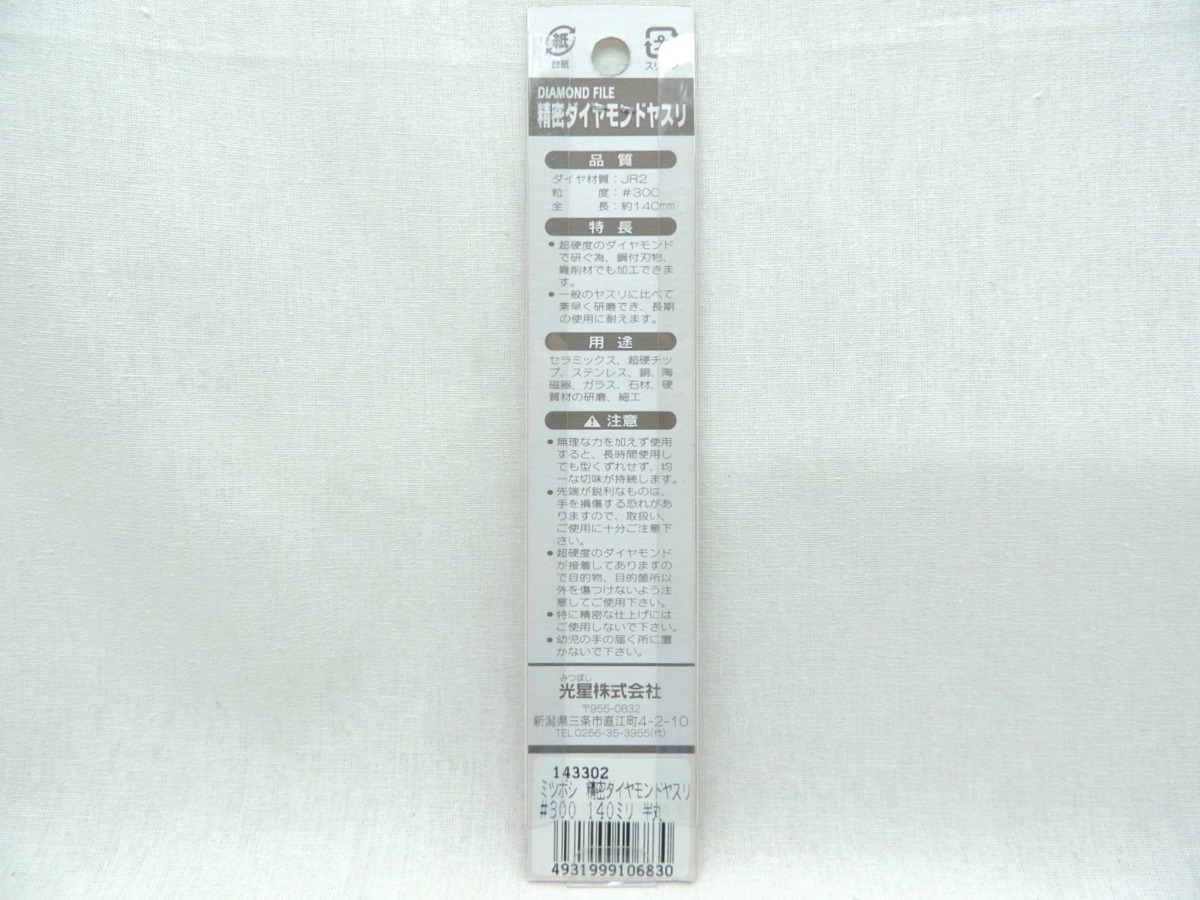 紙
台紙
プラ
DIAMOND FILE
精密ダイヤモンドヤスリ
品質
ダイヤ材質:JR2
粒度:#300
全長:約140mm
特長
●超硬度のダイヤモンド
で研ぐ為、鋼付刃物、
難削材でも加工できま
す。
●一般のヤスリに比べて
素早く研磨でき、長期
の使用に耐えます。
用途
セラミックス、超硬チッ
プ、ステンレス、銅、陶
磁器、ガラス、石材、硬
質材の研磨、細工
注意
●無理な力を加えず使用
すると、長時間使用し
ても型くずれせず、均
一な切味が持続します。
●先端が鋭利なものは、
手を損傷する恐れがあ
りますので、取扱い、
ご使用に十分ご注意下
さい。
●超硬度のダイヤモンド
が接着してありますの
で目的物、目的箇所以
外を傷つけないよう注
意してご使用下さい。
●特に精密な仕上げには
ご使用しないで下さい。
●幼児の手の届く所に置
かないで下さい。
みつぼし
光星株式会社
〒955-0832
新潟県三条市直江町4-2-10
TEL 0256-35-3955(代)
143302
ミツボシ 精密ダイヤモンドヤスリ
#300 140ミリ 半丸
4931999106830